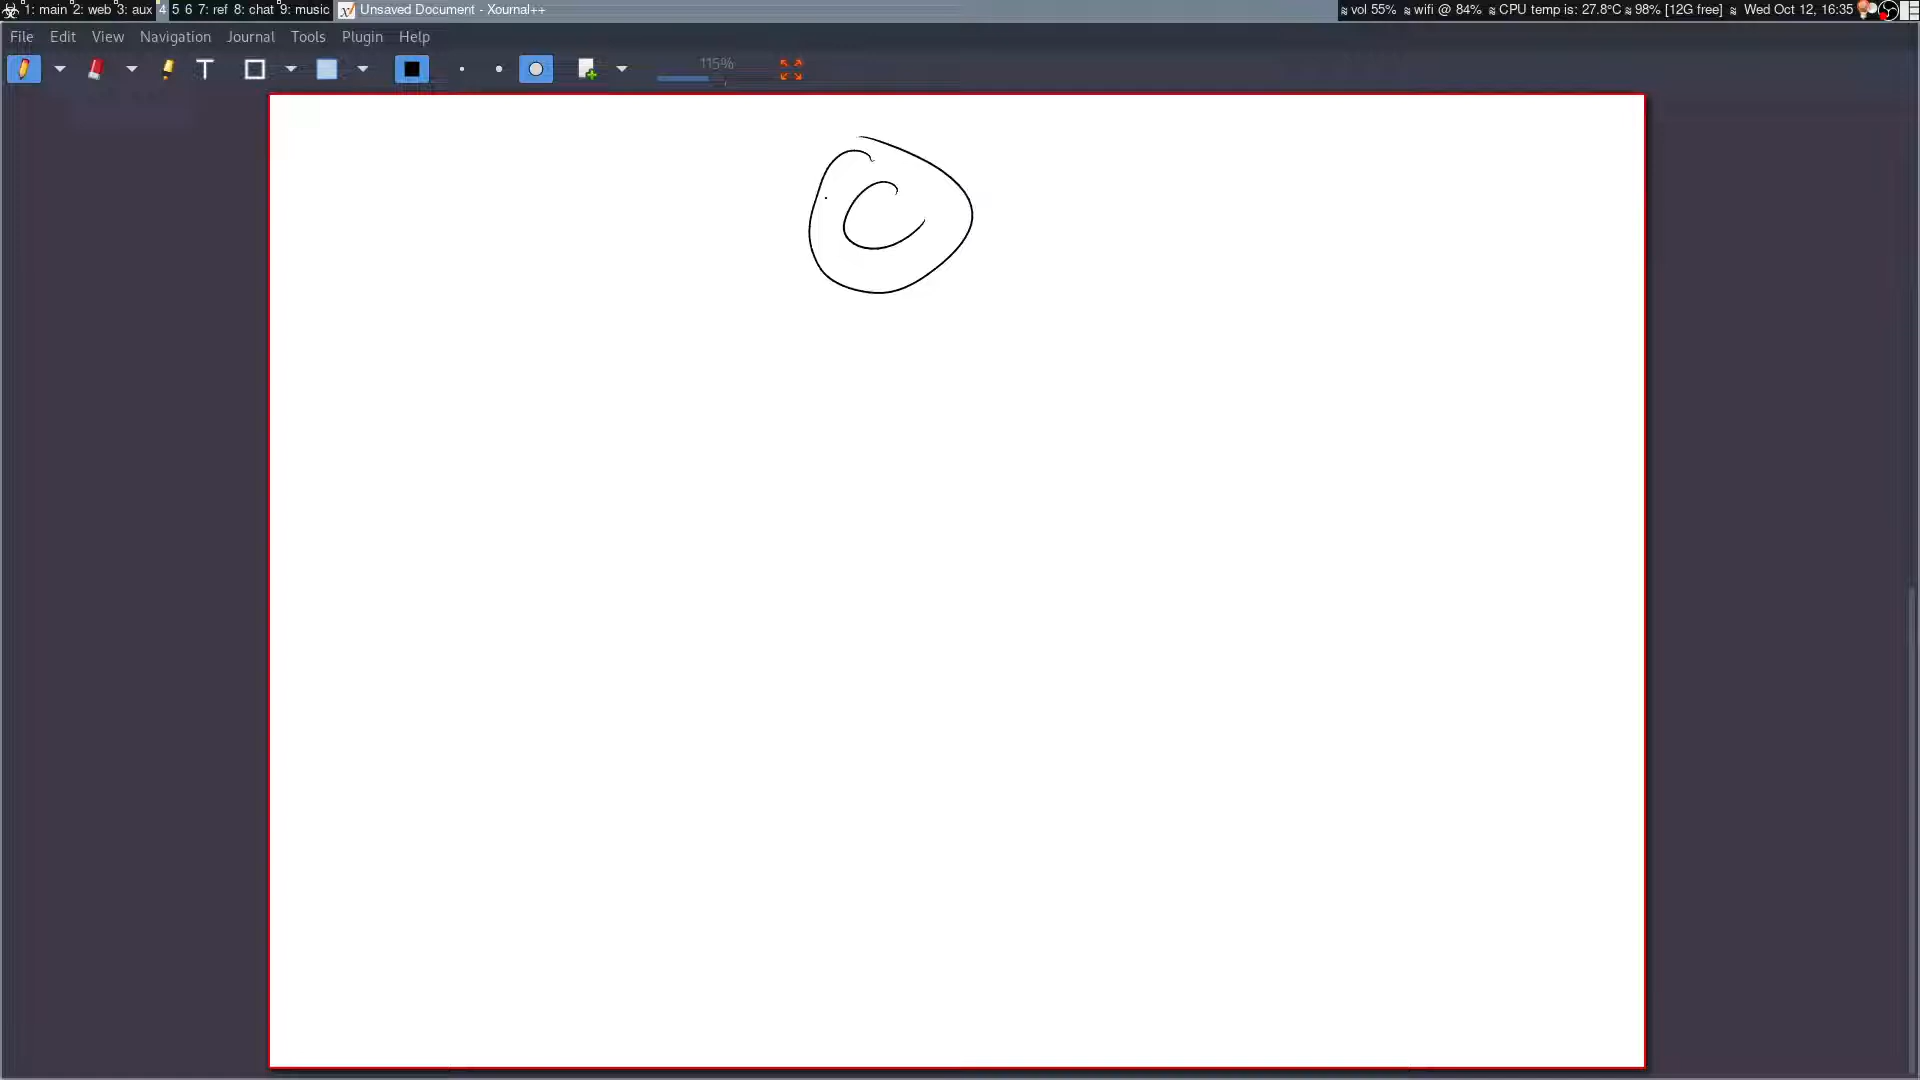 1: main 2: web 3: aux 4 5 6 7: ref 8: chat 9: music Unsaved Document - Xournal++ vol 55% wifi @ 84% CPU temp is: 27.8°C 98% [12G free] Wed Oct 12, 16:35
File Edit View Navigation Journal Tools Plugin Help
T 115%
C